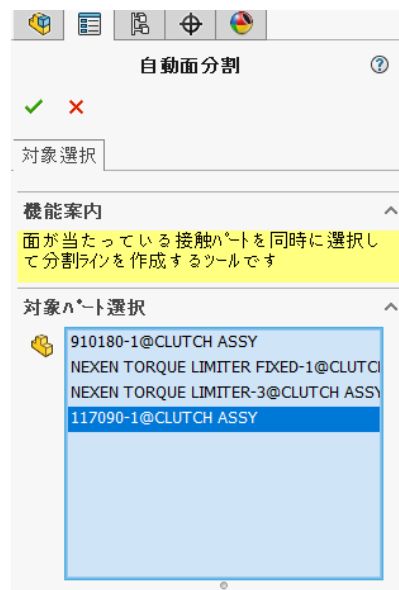 自動面分割
?
対象選択
機能案内
面が当たっている接触ﾊﾟｰﾄを同時に選択し
て分割ﾗｲﾝを作成するﾂｰﾙです
対象ﾊﾟｰﾄ選択
910180-1@CLUTCH ASSY
NEXEN TORQUE LIMITER FIXED-1@CLUTCI
NEXEN TORQUE LIMITER-3@CLUTCH ASSY
117090-1@CLUTCH ASSY